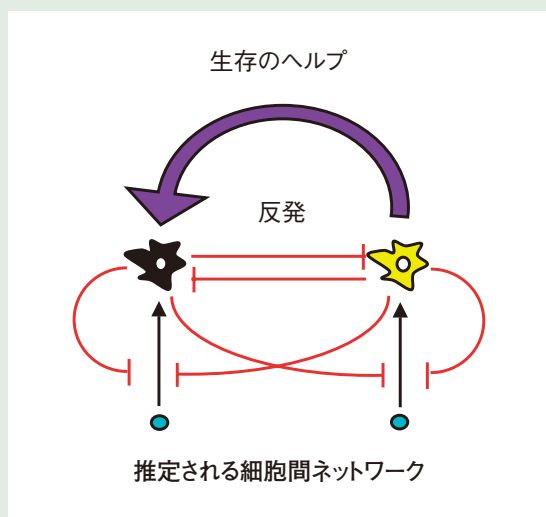 生存のヘルプ
反発
推定される細胞間ネットワーク